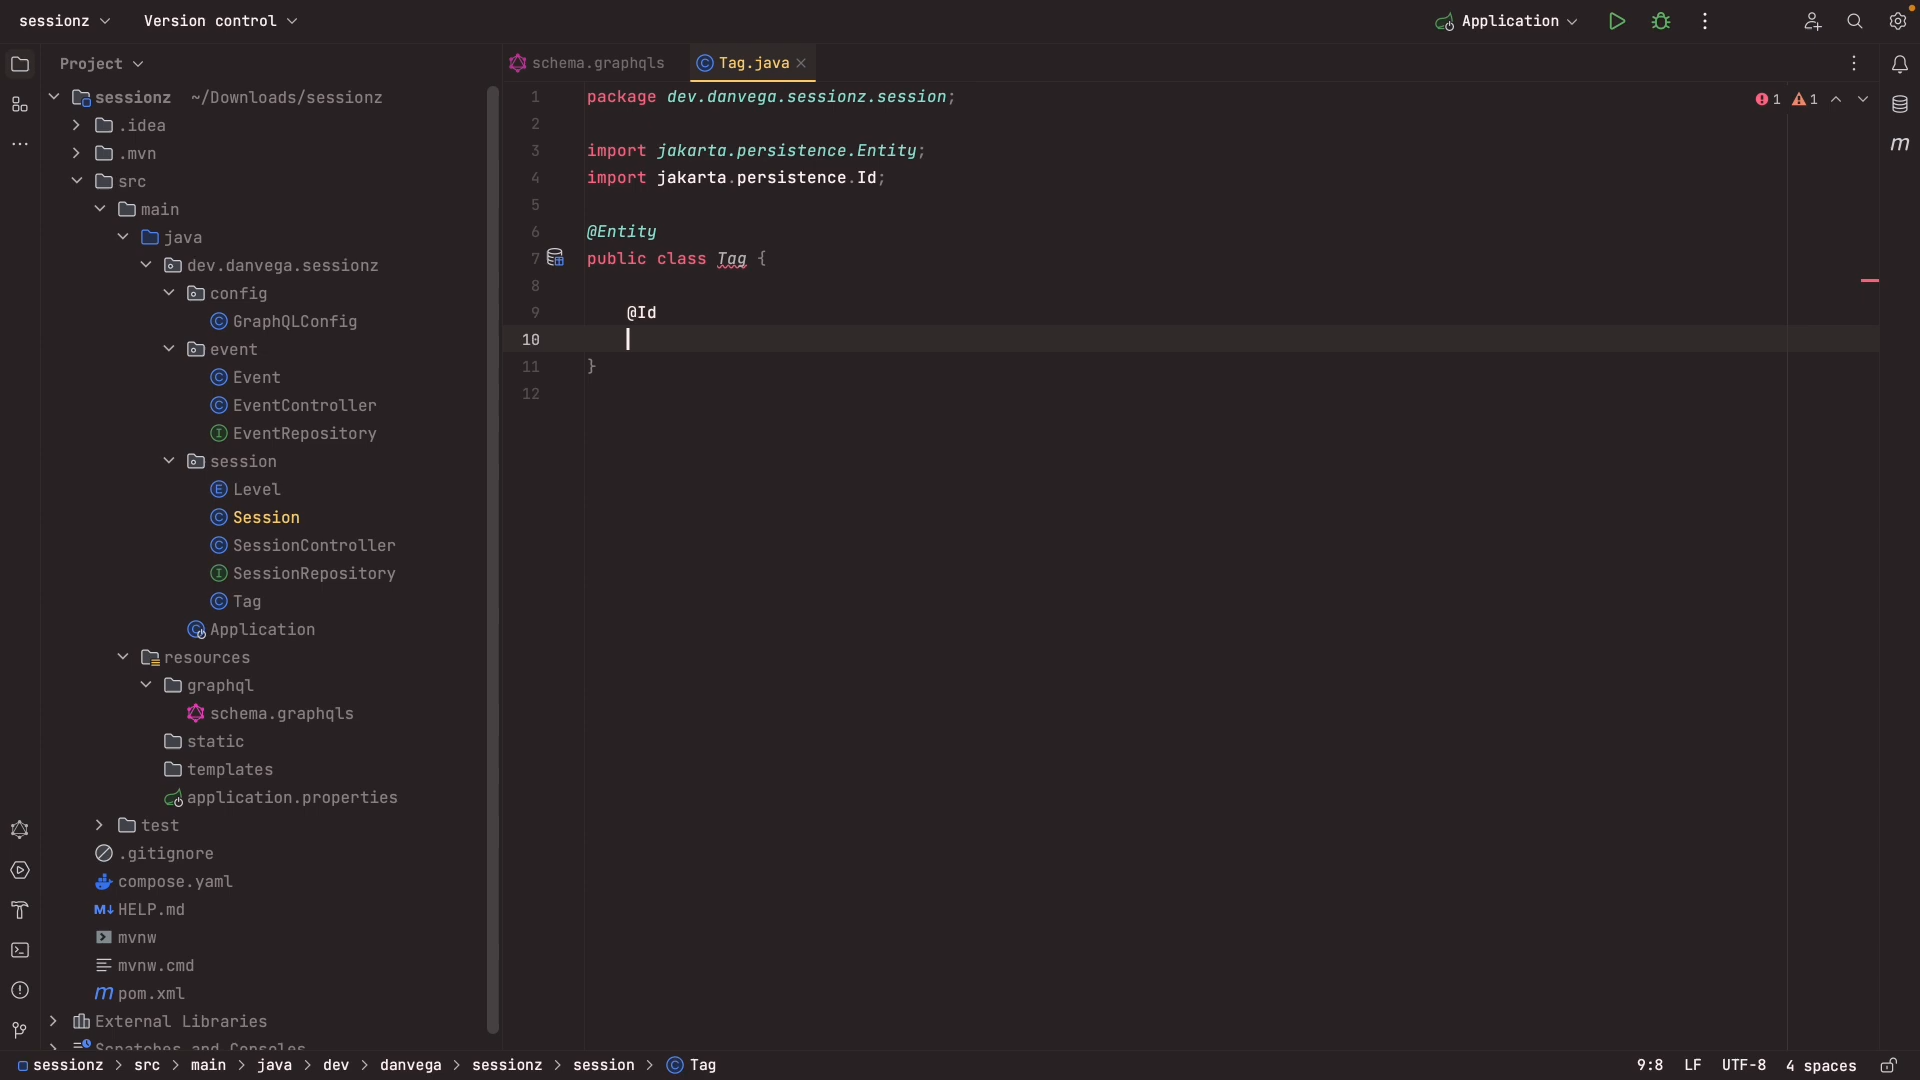 sessionz
Version control
Application
Project
schema.graphqls
Tag.java
sessionz ~/Downloads/sessionz
.idea
.mvn
src
main
java
dev.danvega.sessionz
config
GraphQLConfig
event
Event
EventController
EventRepository
session
Level
Session
SessionController
SessionRepository
Tag
Application
resources
graphql
schema.graphqls
static
templates
application.properties
test
.gitignore
compose.yaml
HELP.md
mvnw
mvnw.cmd
pom.xml
External Libraries
Scratches and Consoles
1 package dev.danvega.sessionz.session;
2
3 import jakarta.persistence.Entity;
4 import jakarta.persistence.Id;
5
6 @Entity
7 public class Tag {
8
9 @Id
10
11 }
12
1 1
m
sessionz > src > main > java > dev > danvega > sessionz > session > Tag
9:8 LF UTF-8 4 spaces